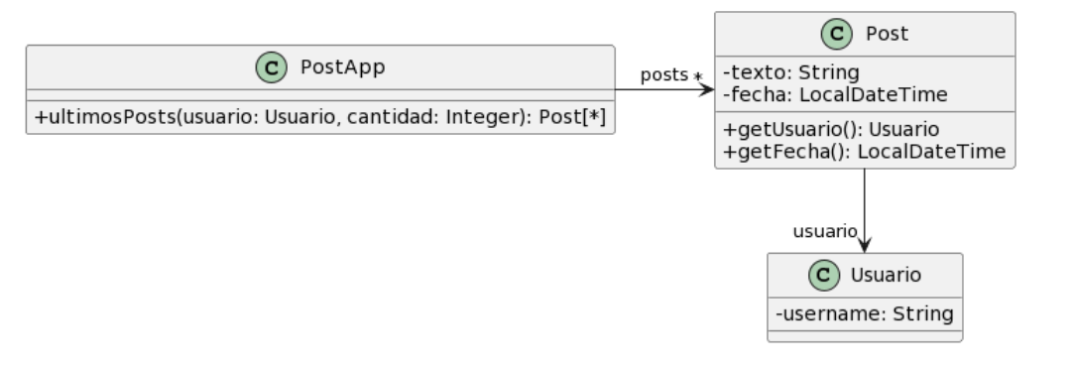 C PostApp
+ultimosPosts(usuario: Usuario, cantidad: Integer): Post[*]
posts *
C Post
-texto: String
-fecha: LocalDateTime
+getUsuario(): Usuario
+getFecha(): LocalDateTime
usuario
C Usuario
-username: String